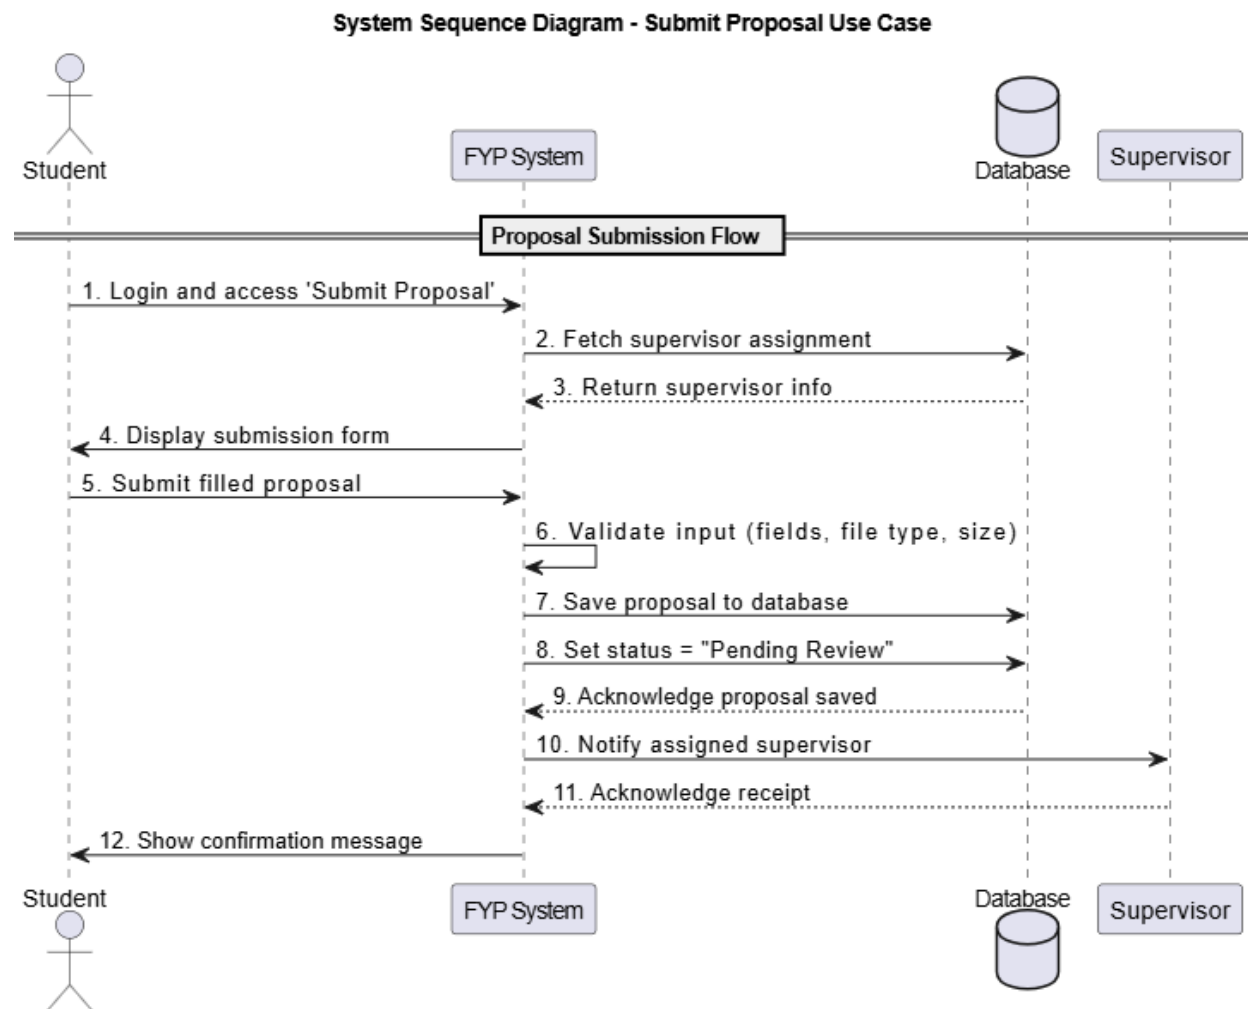 System Sequence Diagram - Submit Proposal Use Case
Student
FYP System
Database
Supervisor
Proposal Submission Flow
1. Login and access 'Submit Proposal'
2. Fetch supervisor assignment
3. Return supervisor info
4. Display submission form
5. Submit filled proposal
6. Validate input (fields, file type, size)
7. Save proposal to database
8. Set status = "Pending Review"
9. Acknowledge proposal saved
10. Notify assigned supervisor
11. Acknowledge receipt
12. Show confirmation message
Student
FYP System
Database
Supervisor